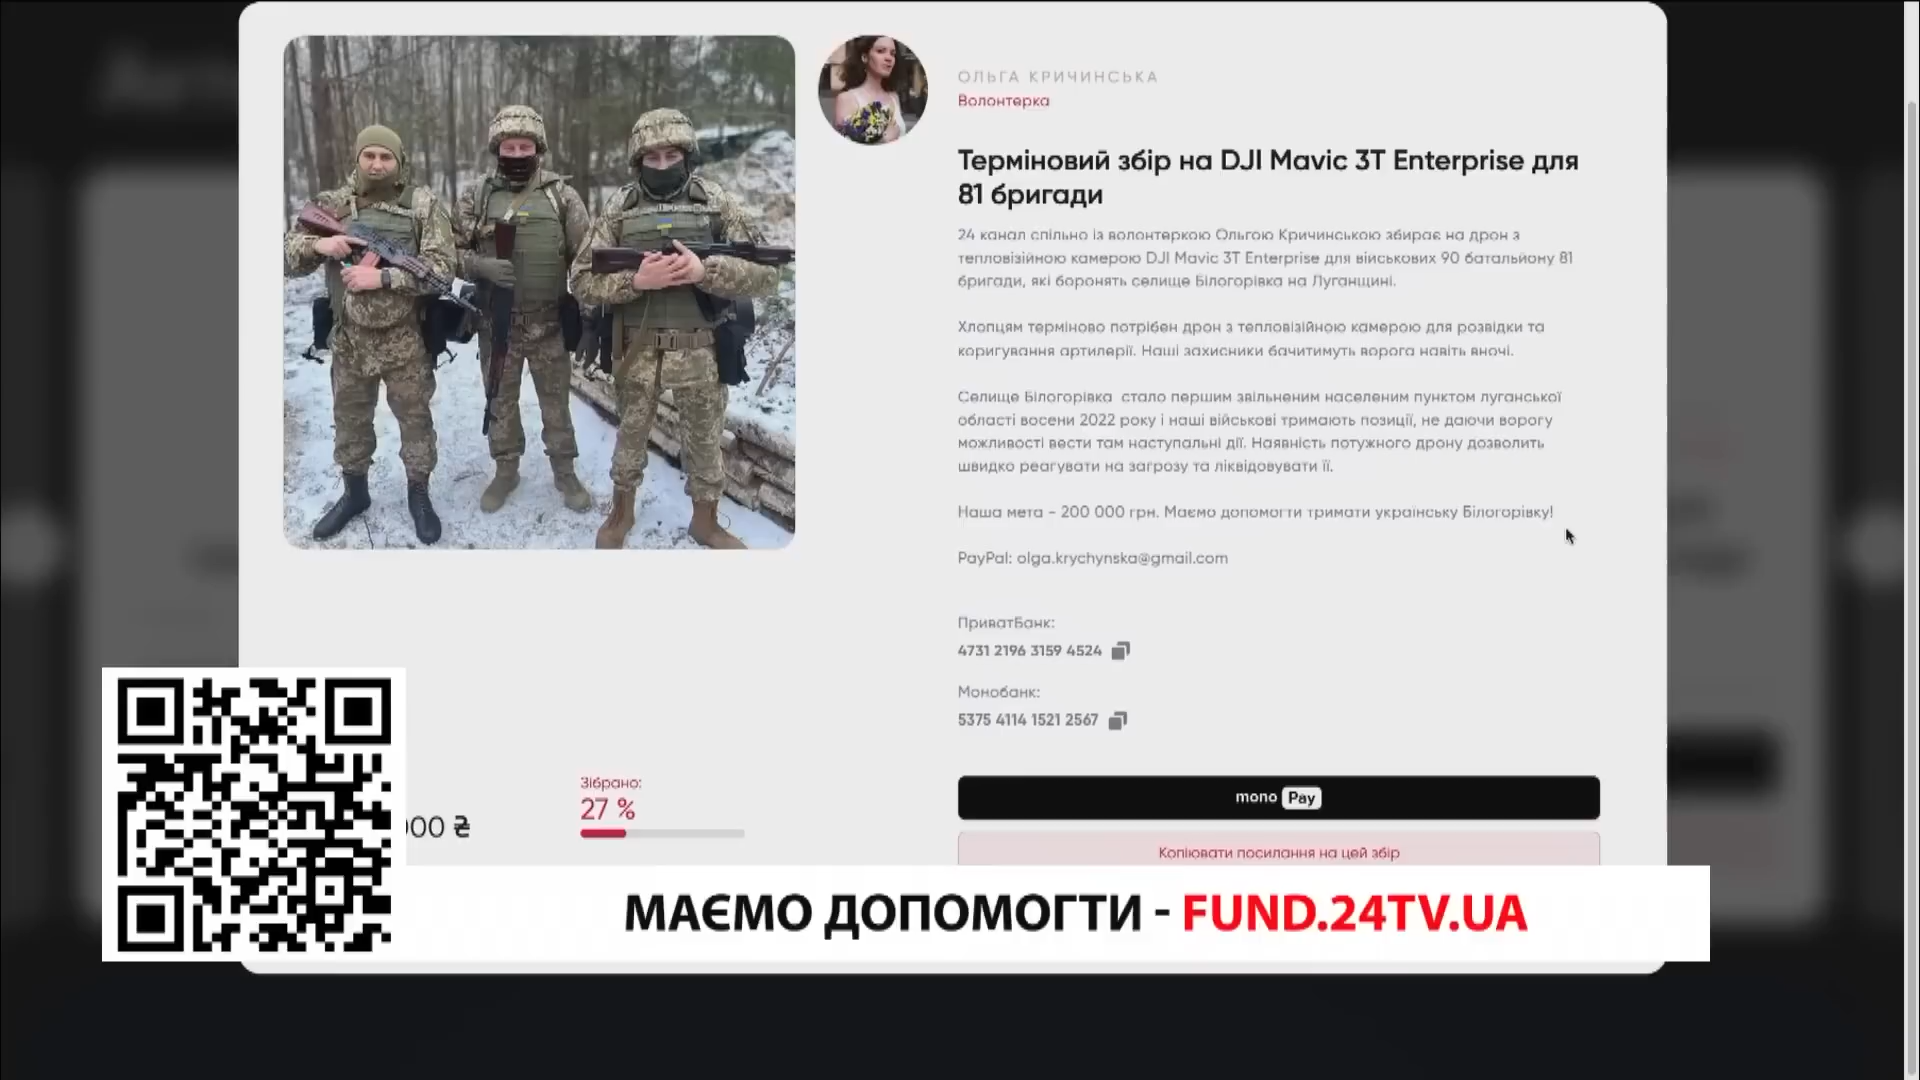 ОЛЬГА КРИЧИНСЬКА
Волонтерка
Терміновий збір на DJI Mavic 3T Enterprise для
81 бригади
24 канал спільно із волонтеркою Ольгою Кричинською збирає на дрон з
тепловізійною камерою DJI Mavic 3T Enterprise для військових 90 батальйону 81
бригади, які боронять селище Білогорівка на Луганщині.
Хлопцям терміново потрібен дрон з тепловізійною камерою для розвідки та
коригування артилерії. Наші захисники бачитимуть ворога навіть вночі.
Селище Білогорівка стало першим звільненим населеним пунктом луганської
області восени 2022 року і наші військові тримають позиції, не даючи ворогу
можливості вести там наступальні дії. Наявність потужного дрону дозволить
швидко реагувати на загрозу та ліквідовувати її.
Наша мета – 200 000 грн. Маємо допомогти тримати українську Білогорівку!
PayPal: olga.krychynska@gmail.com
ПриватБанк:
4731 2196 3159 4524
Монобанк:
5375 4114 1521 2567
Зібрано:
27 %
00 ₴
mono Pay
Копіювати посилання на цей збір
МАЄМО ДОПОМОГТИ - FUND.24TV.UA